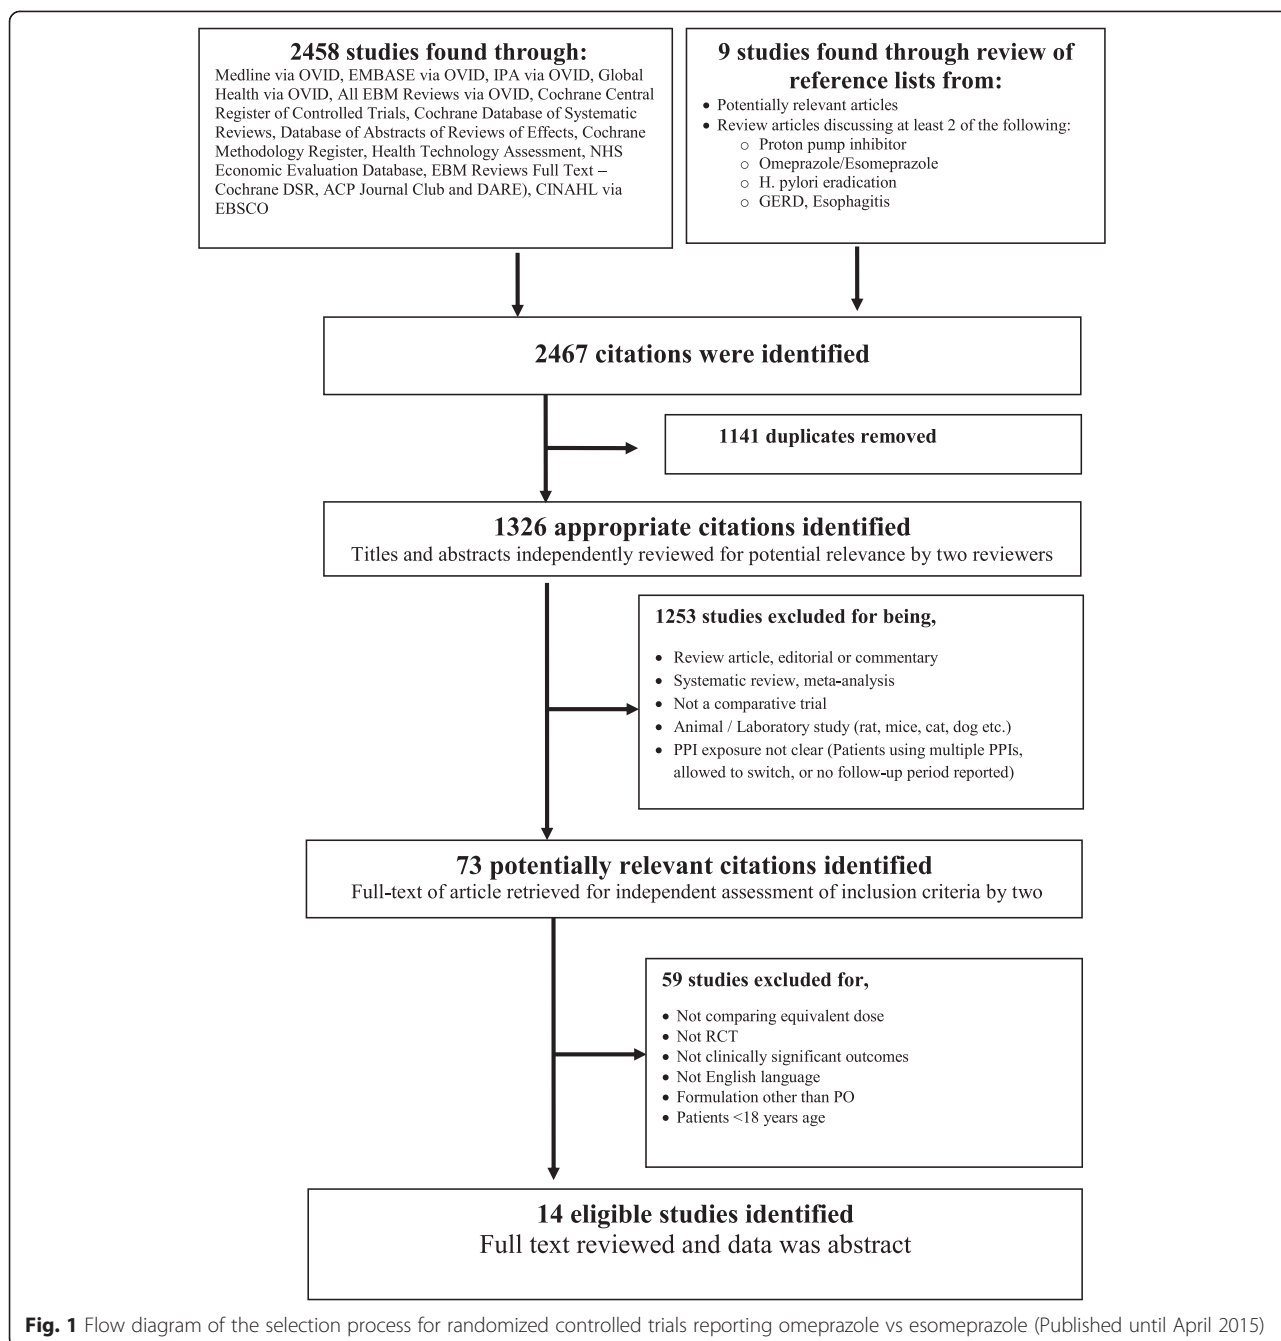 2458 studies found through:
Medline via OVID, EMBASE via OVID, IPA via OVID, Global
Health via OVID, All EBM Reviews via OVID, Cochrane Central
Register of Controlled Trials, Cochrane Database of Systematic
Reviews, Database of Abstracts of Reviews of Effects, Cochrane
Methodology Register, Health Technology Assessment, NHS
Economic Evaluation Database, EBM Reviews Full Text –
Cochrane DSR, ACP Journal Club and DARE), CINAHL via
EBSCO
9 studies found through review of
reference lists from:
• Potentially relevant articles
• Review articles discussing at least 2 of the following:
o Proton pump inhibitor
o Omeprazole/Esomeprazole
o H. pylori eradication
o GERD, Esophagitis
2467 citations were identified
1141 duplicates removed
1326 appropriate citations identified
Titles and abstracts independently reviewed for potential relevance by two reviewers
1253 studies excluded for being,
• Review article, editorial or commentary
• Systematic review, meta-analysis
• Not a comparative trial
• Animal / Laboratory study (rat, mice, cat, dog etc.)
• PPI exposure not clear (Patients using multiple PPIs,
allowed to switch, or no follow-up period reported)
73 potentially relevant citations identified
Full-text of article retrieved for independent assessment of inclusion criteria by two
59 studies excluded for,
• Not comparing equivalent dose
• Not RCT
• Not clinically significant outcomes
• Not English language
• Formulation other than PO
• Patients <18 years age
14 eligible studies identified
Full text reviewed and data was abstract
Fig. 1 Flow diagram of the selection process for randomized controlled trials reporting omeprazole vs esomeprazole (Published until April 2015)